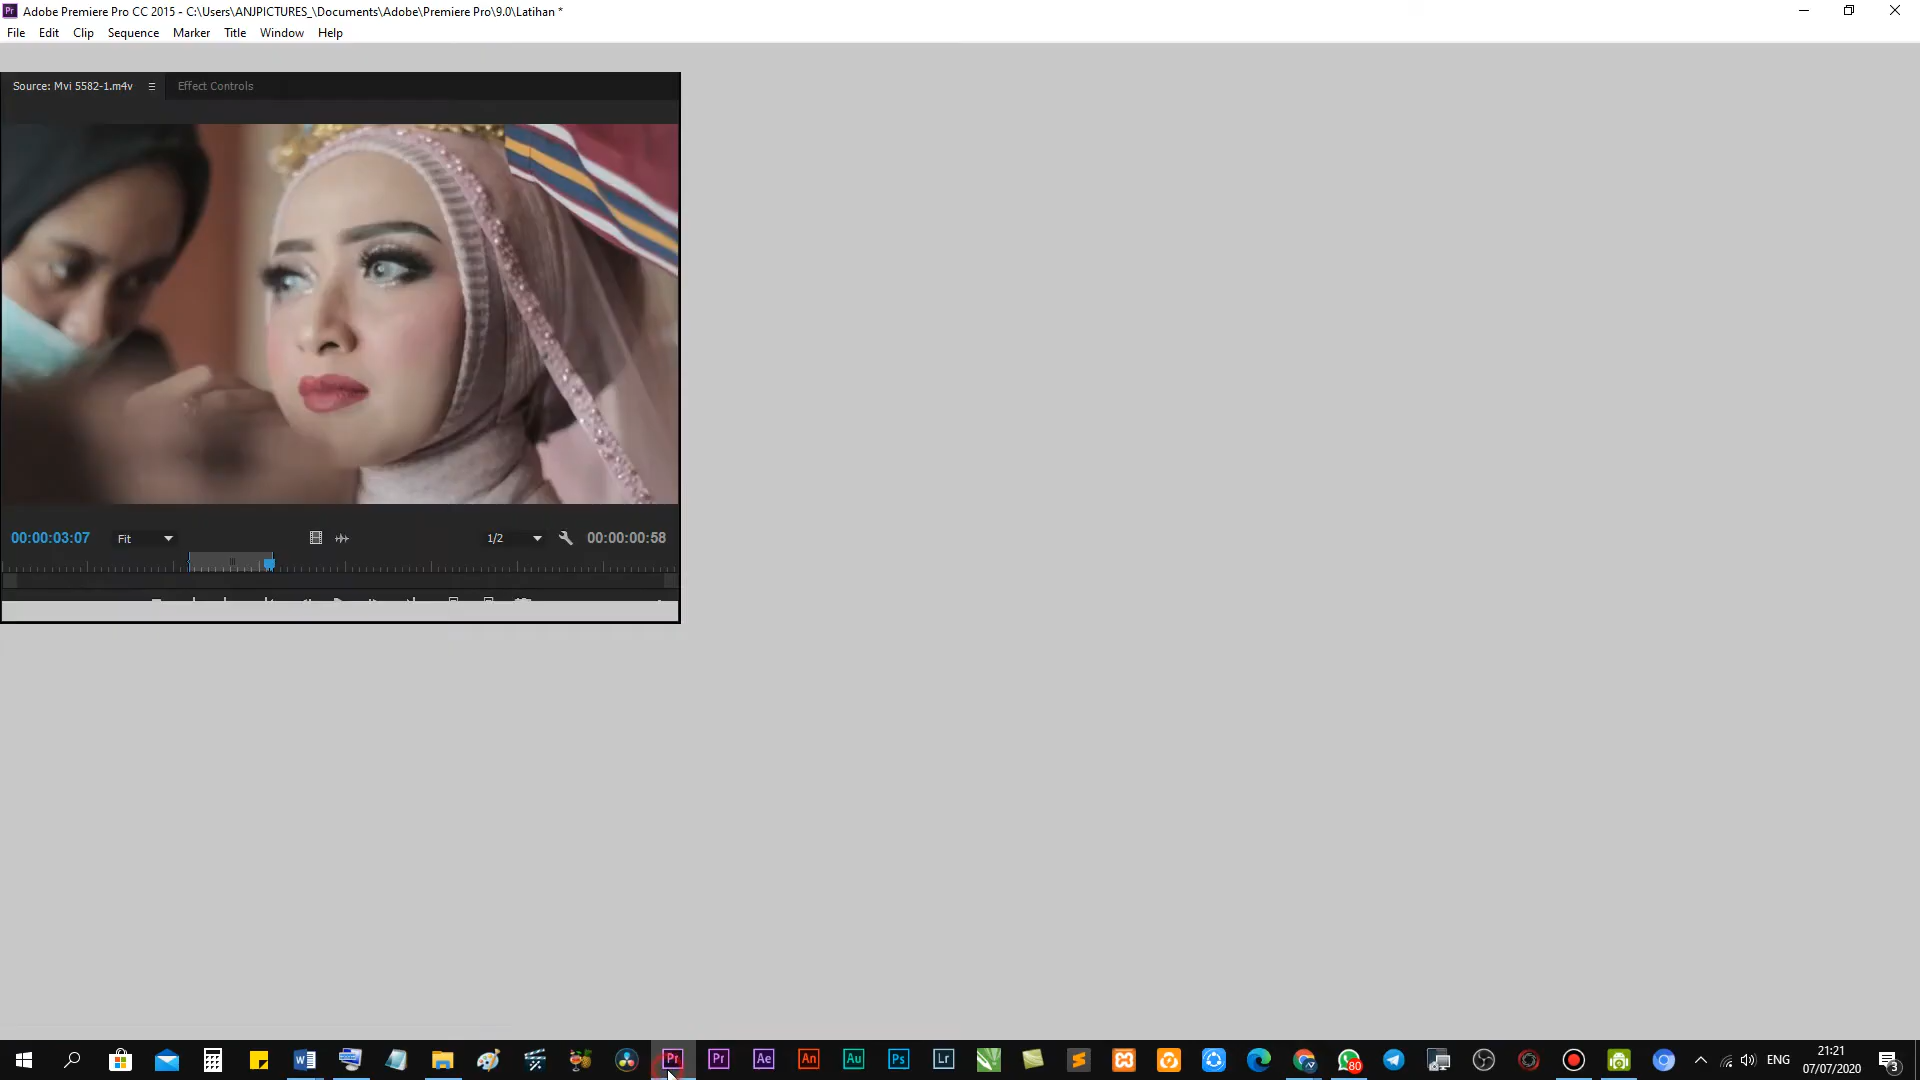 Adobe Premiere Pro CC 2015 - C:\Users\ANJPICTURES_\Documents\Adobe\Premiere Pro\9.0\Latihan *
File Edit Clip Sequence Marker Title Window Help
Source: Mvi 5582-1.m4v Effect Controls
00:00:03:07 Fit 1/2 00:00:00:58
Pr Pr Ae An Au Ps Lr 80 ENG 21:21
07/07/2020 3